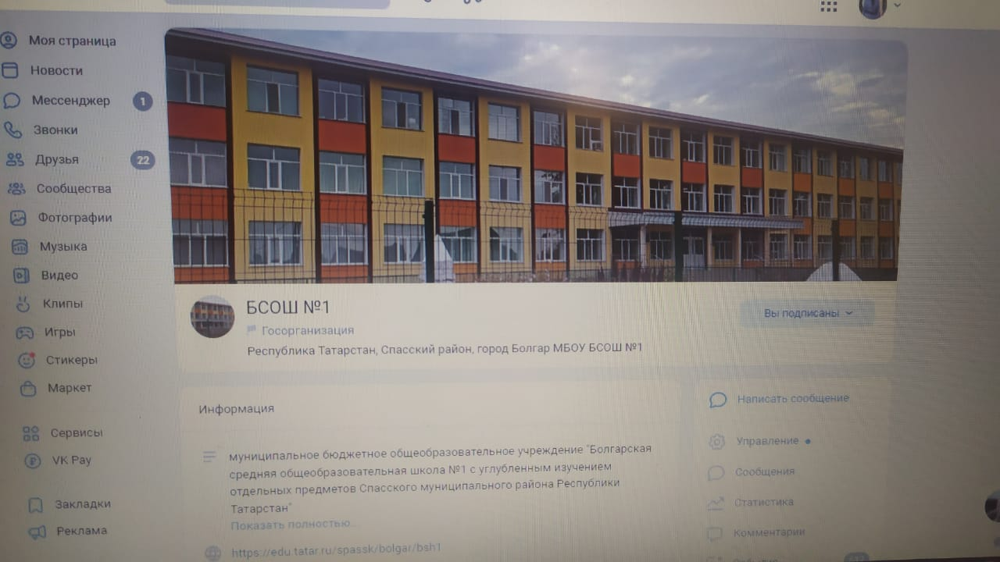 Моя страница
Новости
Мессенджер 1
Звонки
Друзья 22
Сообщества
Фотографии
Музыка
Видео
Клипы
Игры
Стикеры
Маркет
Сервисы
VK Pay
Закладки
Реклама
БСОШ №1
Госорганизация
Республика Татарстан, Спасский район, город Болгар МБОУ БСОШ №1
Вы подписаны
Информация
муниципальное бюджетное общеобразовательное учреждение "Болгарская
средняя общеобразовательная школа №1 с углубленным изучением
отдельных предметов Спасского муниципального района Республики
Татарстан"
Показать полностью...
https://edu.tatar.ru/spassk/bolgar/bsh1
Написать сообщение
Управление
Сообщения
Статистика
Комментарии